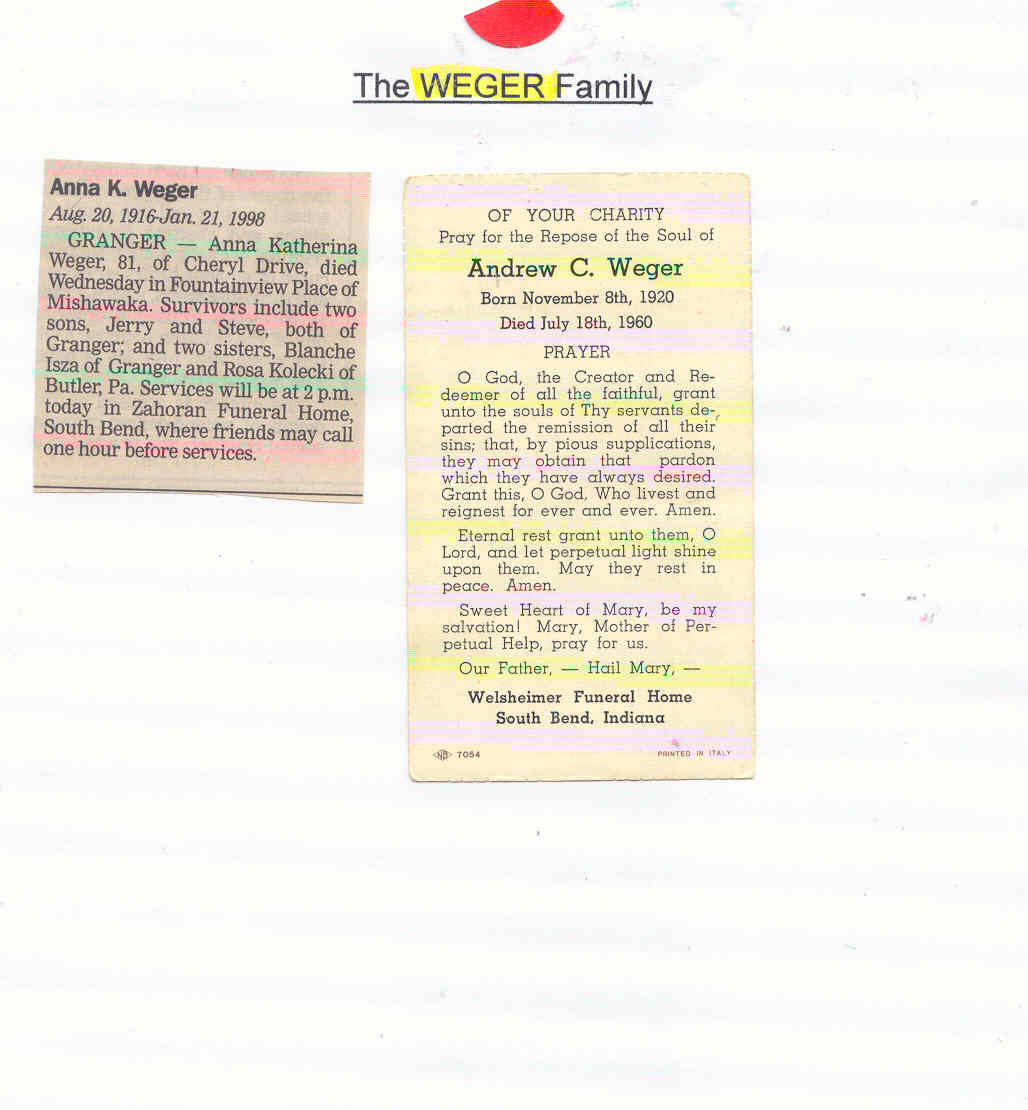 The WEGER Family
Anna K. Weger
Aug. 20, 1916-Jan. 21, 1998
GRANGER — Anna Katherina
Weger, 81, of Cheryl Drive, died
Wednesday in Fountainview Place of
Mishawaka. Survivors include two
sons, Jerry and Steve, both of
Granger; and two sisters, Blanche
Isza of Granger and Rosa Kolecki of
Butler, Pa. Services will be at 2 p.m.
today in Zahoran Funeral Home,
South Bend, where friends may call
one hour before services.
OF YOUR CHARITY
Pray for the Repose of the Soul of
Andrew C. Weger
Born November 8th, 1920
Died July 18th, 1960
PRAYER
O God, the Creator and Re-
deemer of all the faithful, grant
unto the souls of Thy servants de-
parted the remission of all their
sins; that, by pious supplications,
they may obtain that pardon
which they have always desired.
Grant this, O God, Who livest and
reignest for ever and ever. Amen.
Eternal rest grant unto them, O
Lord, and let perpetual light shine
upon them. May they rest in
peace. Amen.
Sweet Heart of Mary, be my
salvation! Mary, Mother of Per-
petual Help, pray for us.
Our Father, — Hail Mary, —
Welsheimer Funeral Home
South Bend, Indiana
NB 7054
PRINTED IN ITALY